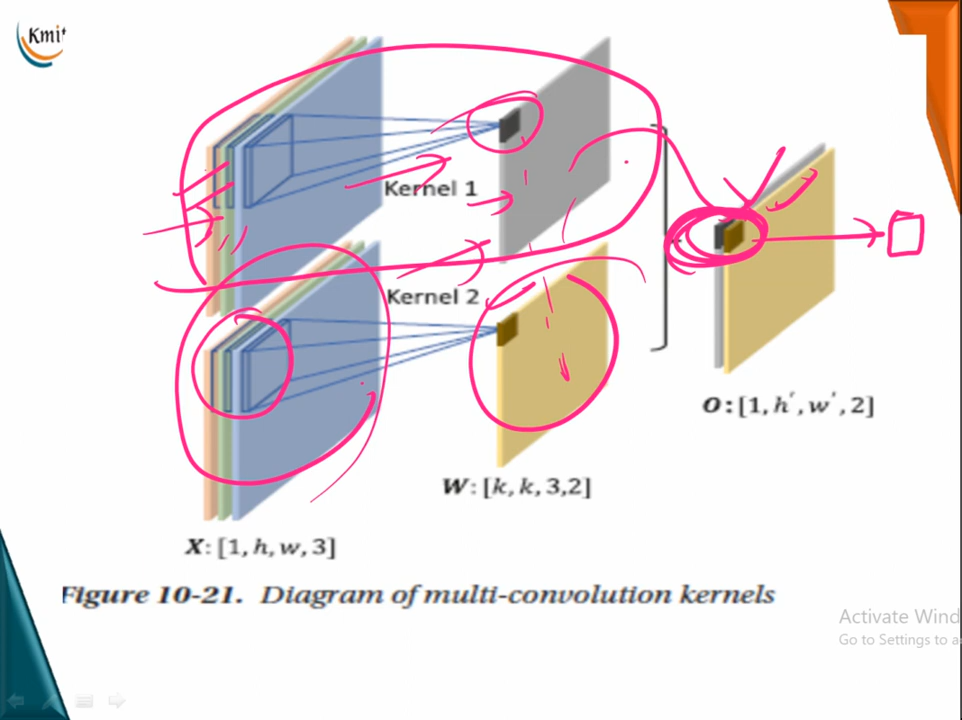 Kmit
Kernel 1
Kernel 2
O: [1, h′, w′, 2]
W: [k, k, 3,2]
X: [1, h, w, 3]
Figure 10-21. Diagram of multi-convolution kernels
Activate Wind
Go to Settings to a